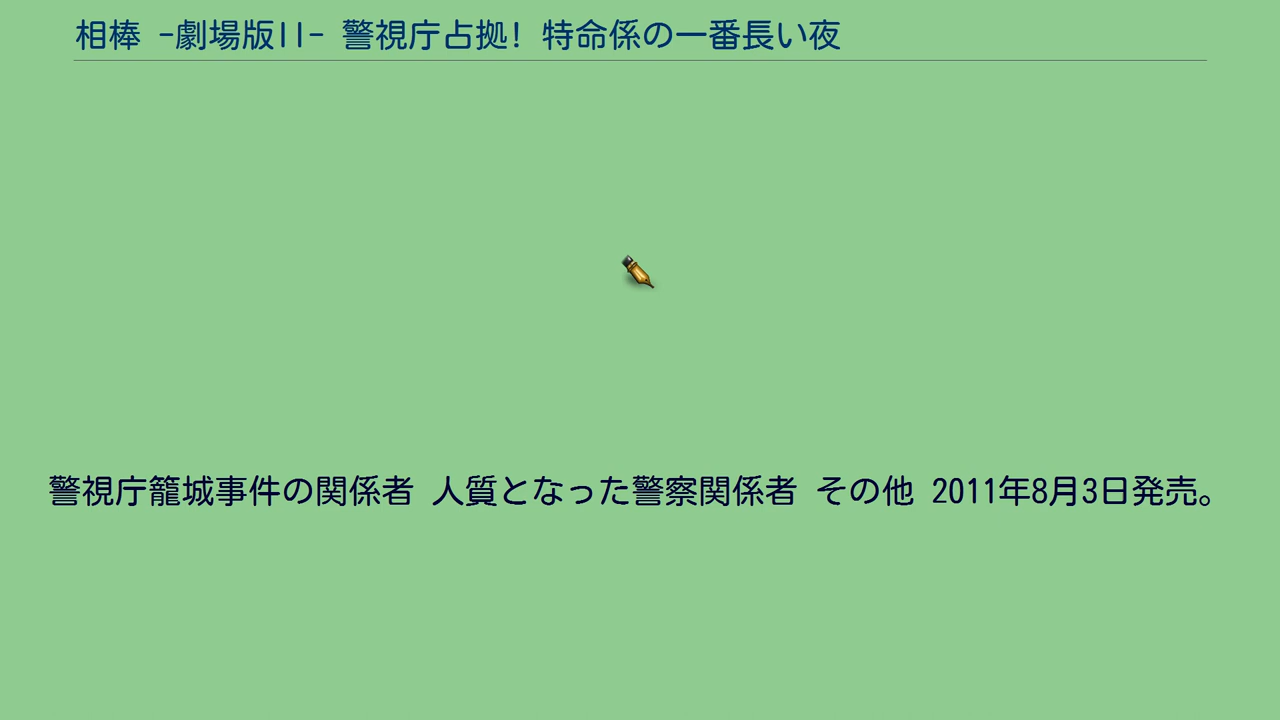 相棒 -劇場版II- 警視庁占拠! 特命係の一番長い夜
警視庁籠城事件の関係者 人質となった警察関係者 その他 2011年8月3日発売。